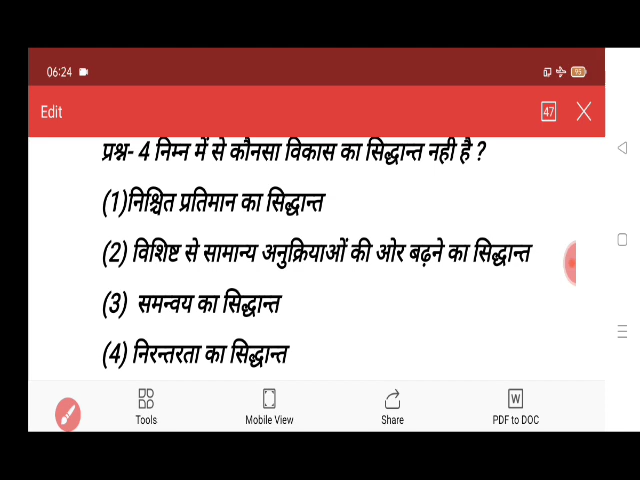 06:24
95
Edit
47
प्रश्न- 4 निम्न में से कौनसा विकास का सिद्धान्त नही है ?
(1)निश्चित प्रतिमान का सिद्धान्त
(2) विशिष्ट से सामान्य अनुक्रियाओं की ओर बढ़ने का सिद्धान्त
(3) समन्वय का सिद्धान्त
(4) निरन्तरता का सिद्धान्त
W
Tools
Mobile View
Share
PDF to DOC